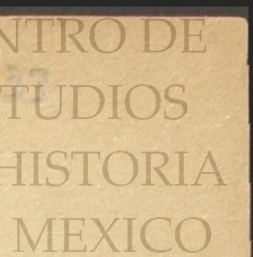 NTRO DE
TUDIOS
HISTORIA
MEXICO